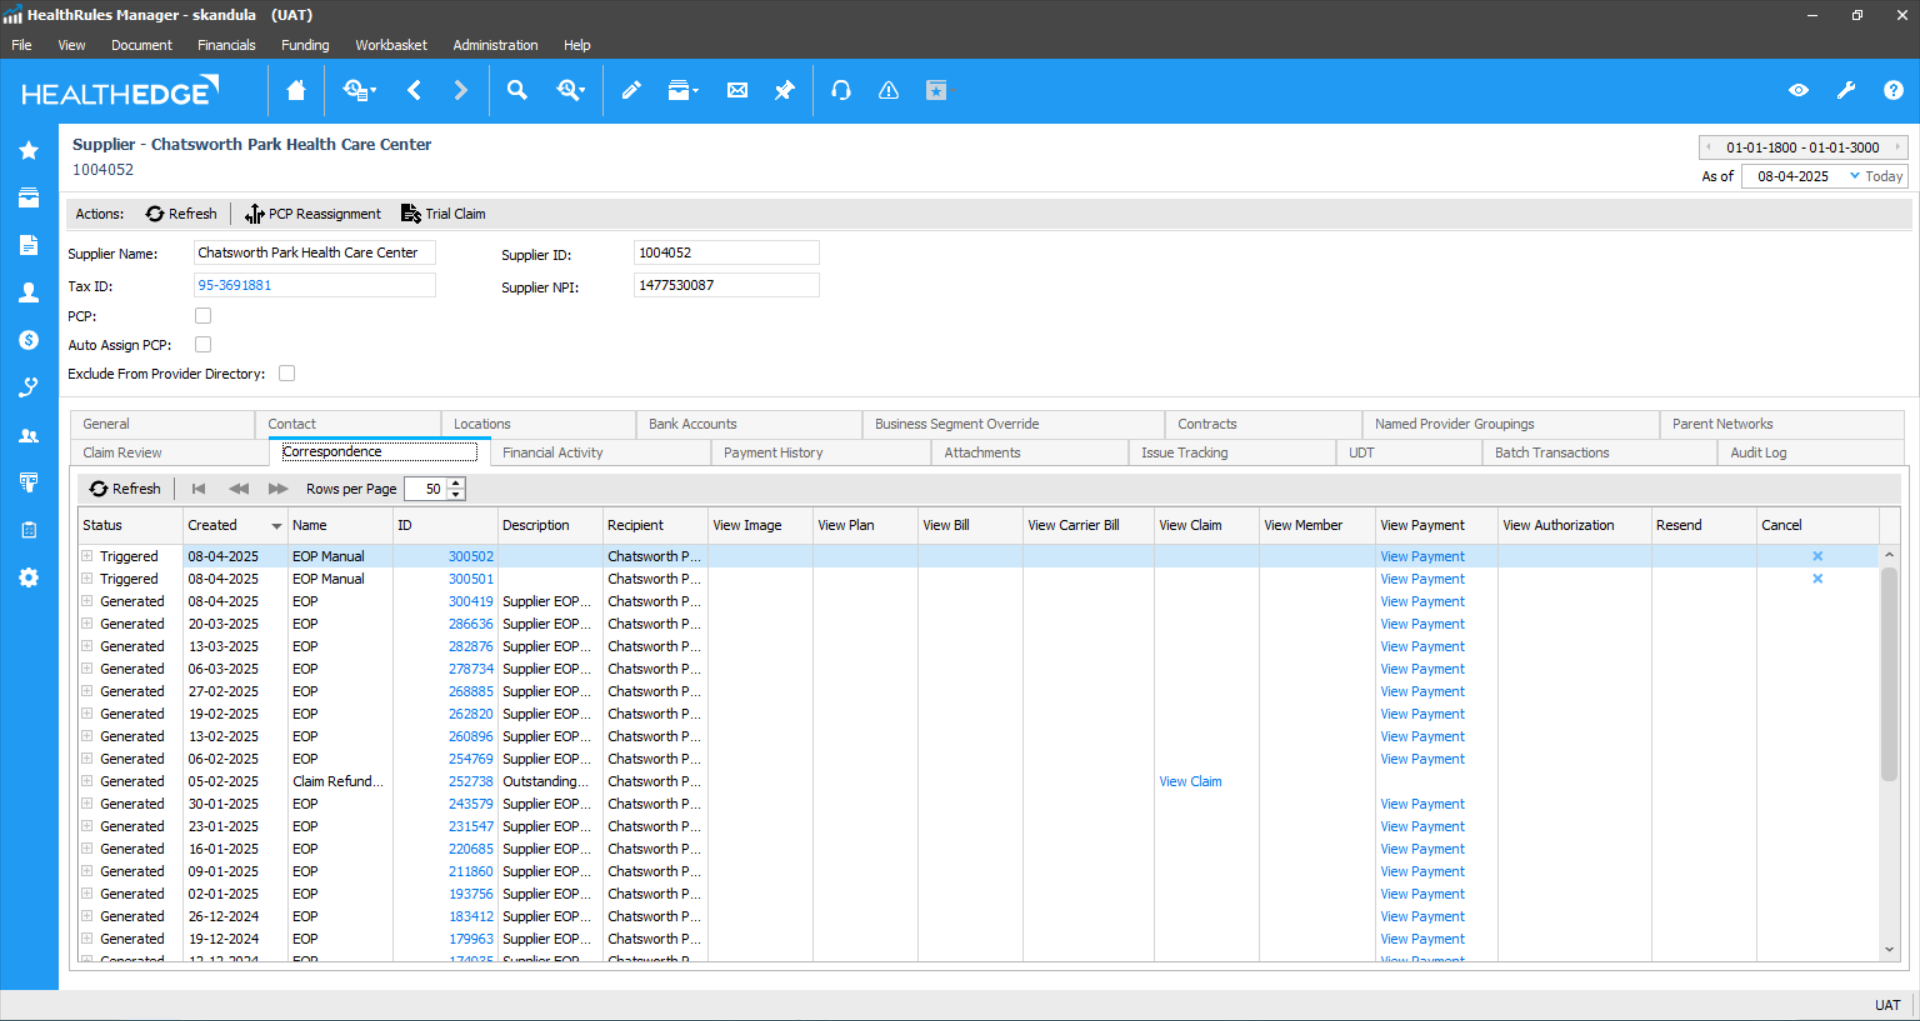 HealthRules Manager - skandula (UAT)
File View Document Financials Funding Workbasket Administration Help
HEALTHEDGE
Supplier - Chatsworth Park Health Care Center
1004052
01-01-1800 - 01-01-3000
As of 08-04-2025 Today
Actions: Refresh PCP Reassignment Trial Claim
Supplier Name: Chatsworth Park Health Care Center Supplier ID: 1004052
Tax ID: 95-3691881 Supplier NPI: 1477530087
PCP:
Auto Assign PCP:
Exclude From Provider Directory:
General Contact Locations Bank Accounts Business Segment Override Contracts Named Provider Groupings Parent Networks
Claim Review Correspondence Financial Activity Payment History Attachments Issue Tracking UDT Batch Transactions Audit Log
Refresh Rows per Page 50
Status Created Name ID Description Recipient View Image View Plan View Bill View Carrier Bill View Claim View Member View Payment View Authorization Resend Cancel
Triggered 08-04-2025 EOP Manual 300502 Chatsworth P... View Payment
Triggered 08-04-2025 EOP Manual 300501 Chatsworth P... View Payment
Generated 08-04-2025 EOP 300419 Supplier EOP... Chatsworth P... View Payment
Generated 20-03-2025 EOP 286636 Supplier EOP... Chatsworth P... View Payment
Generated 13-03-2025 EOP 282876 Supplier EOP... Chatsworth P... View Payment
Generated 06-03-2025 EOP 278734 Supplier EOP... Chatsworth P... View Payment
Generated 27-02-2025 EOP 268885 Supplier EOP... Chatsworth P... View Payment
Generated 19-02-2025 EOP 262820 Supplier EOP... Chatsworth P... View Payment
Generated 13-02-2025 EOP 260896 Supplier EOP... Chatsworth P... View Payment
Generated 06-02-2025 EOP 254769 Supplier EOP... Chatsworth P... View Payment
Generated 05-02-2025 Claim Refund... 252738 Outstanding... Chatsworth P... View Claim
Generated 30-01-2025 EOP 243579 Supplier EOP... Chatsworth P... View Payment
Generated 23-01-2025 EOP 231547 Supplier EOP... Chatsworth P... View Payment
Generated 16-01-2025 EOP 220685 Supplier EOP... Chatsworth P... View Payment
Generated 09-01-2025 EOP 211860 Supplier EOP... Chatsworth P... View Payment
Generated 02-01-2025 EOP 193756 Supplier EOP... Chatsworth P... View Payment
Generated 26-12-2024 EOP 183412 Supplier EOP... Chatsworth P... View Payment
Generated 19-12-2024 EOP 179963 Supplier EOP... Chatsworth P... View Payment
Generated 12-12-2024 EOP Supplier EOP Chatsworth P View Payment
UAT